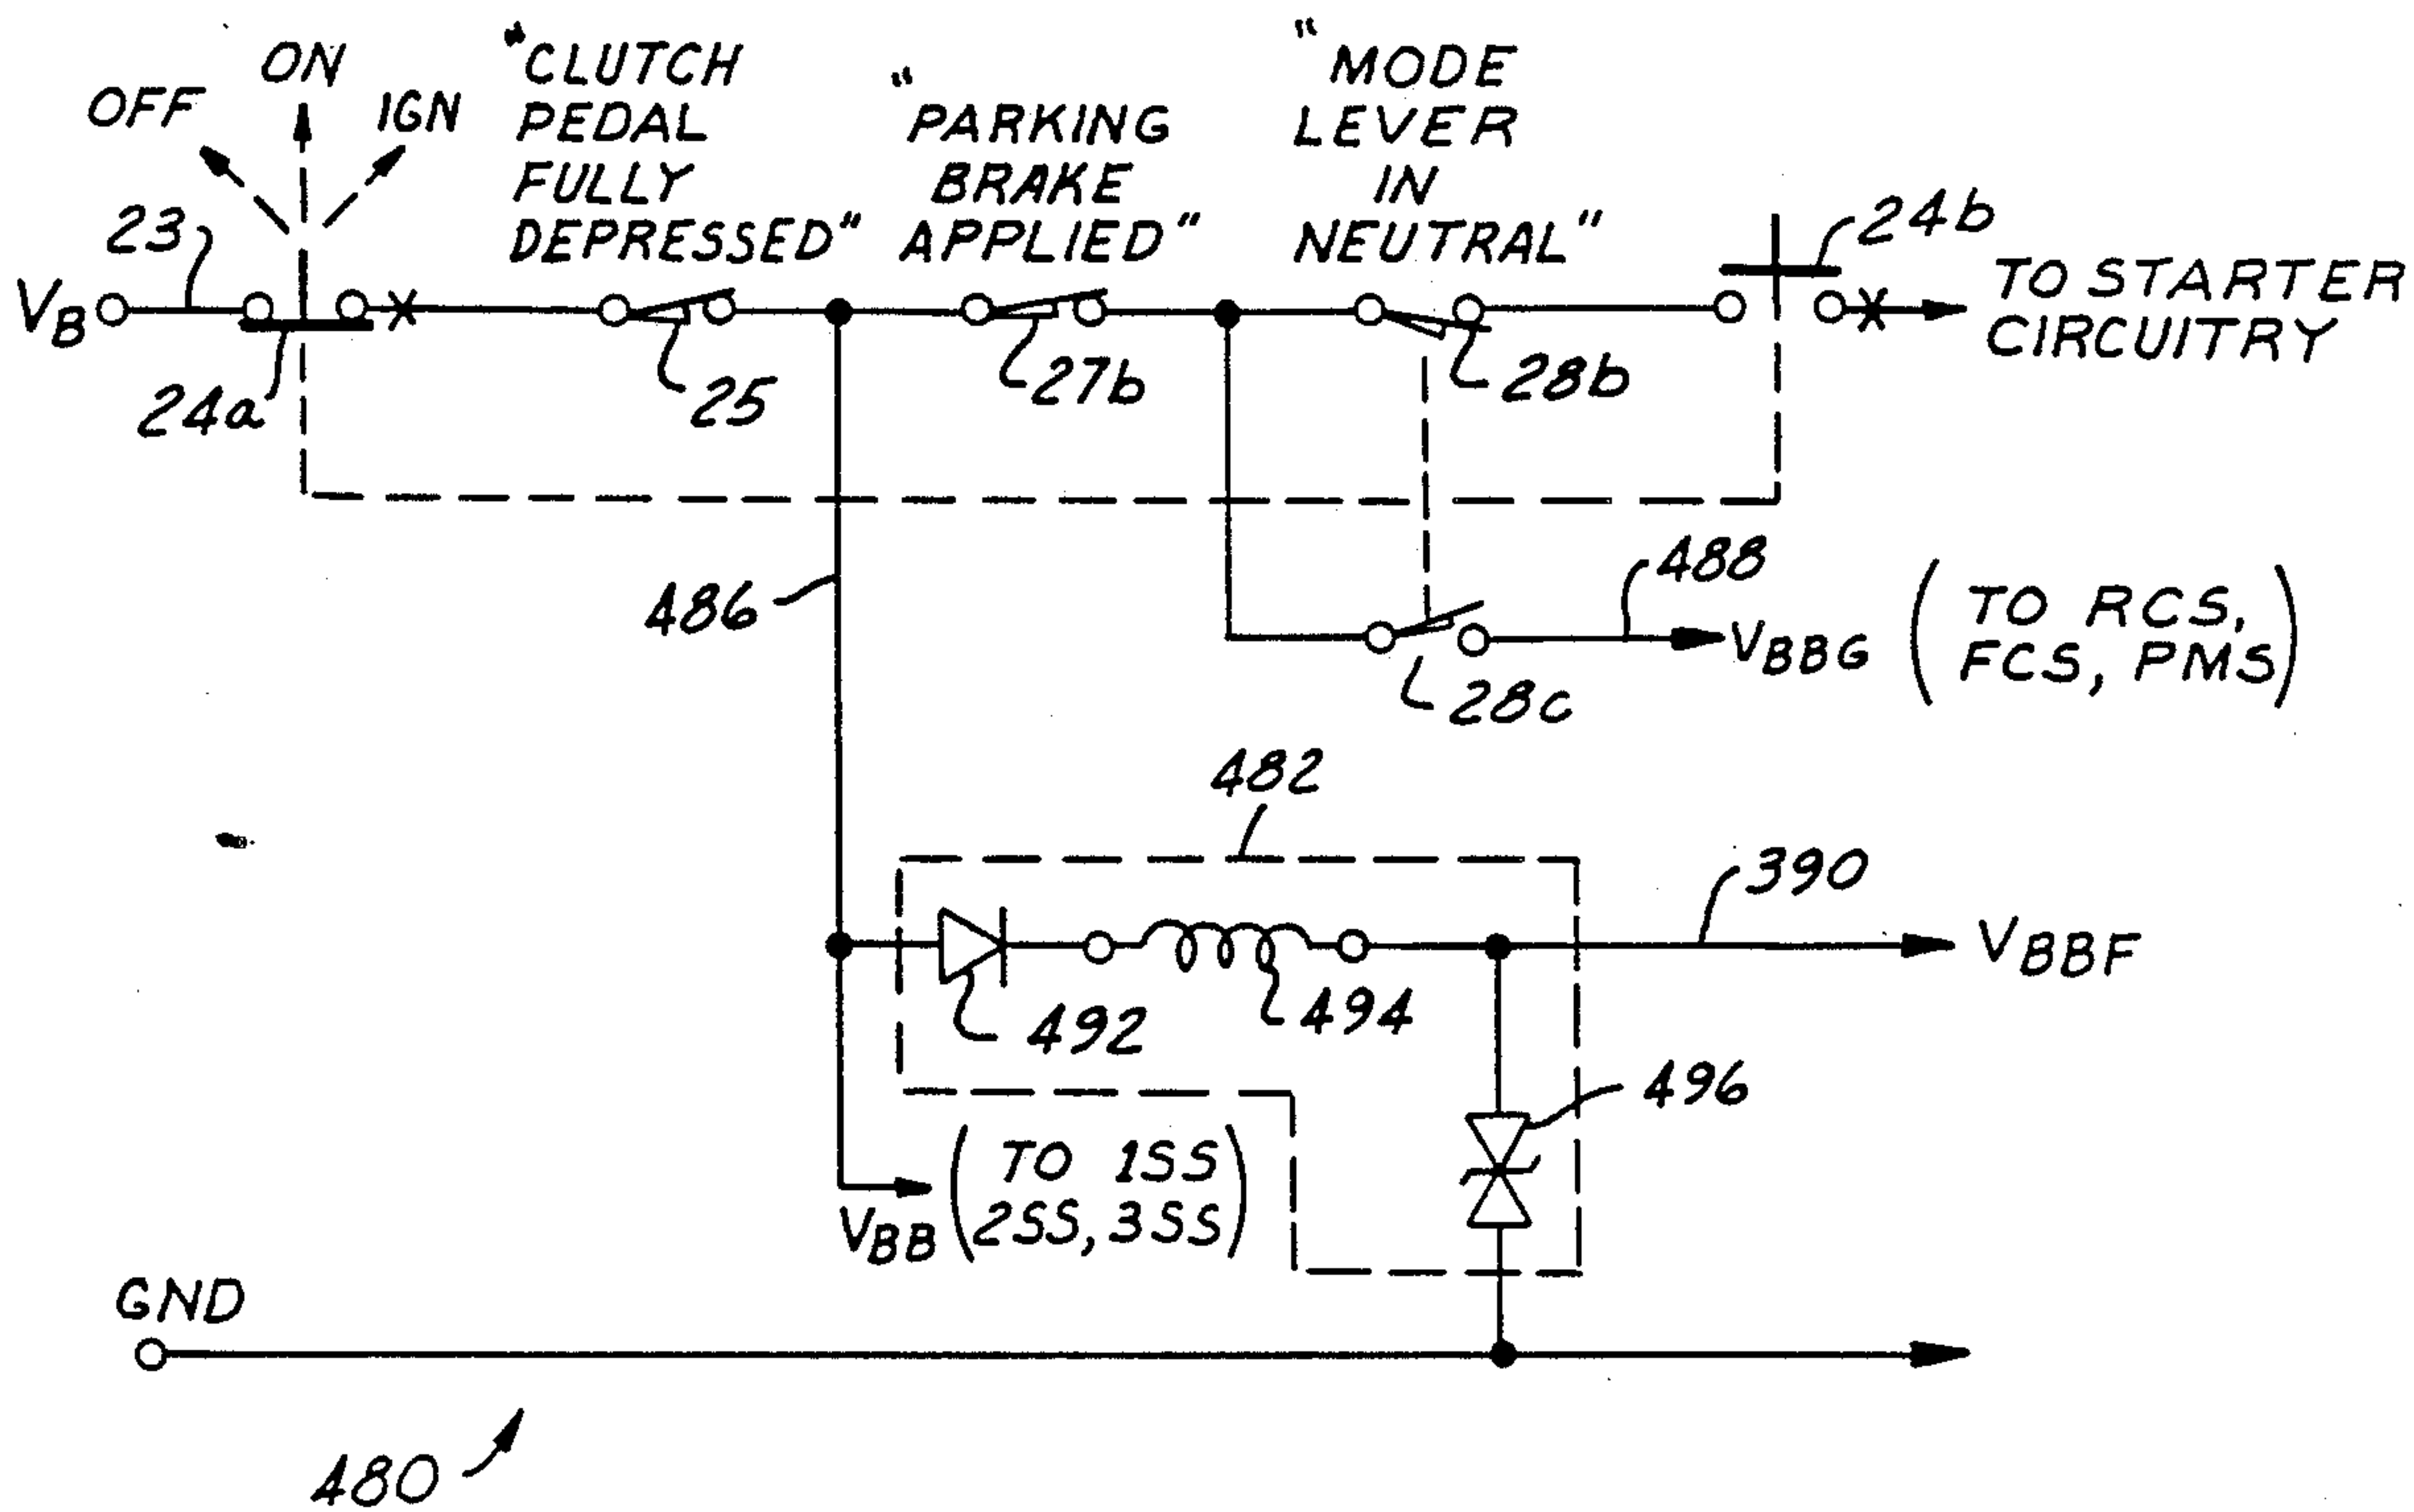 OFF
ON
IGN
"CLUTCH
PEDAL
FULLY
DEPRESSED"
"PARKING
BRAKE
APPLIED"
"MODE
LEVER
IN
NEUTRAL"
23
24b
VB
TO STARTER
CIRCUITRY
24a
25
27b
28b
486
488
VBBG
(TO RCS,
FCS, PMS)
28c
482
390
VBBF
492
494
496
VBB
(TO 1SS
2SS, 3SS)
GND
480